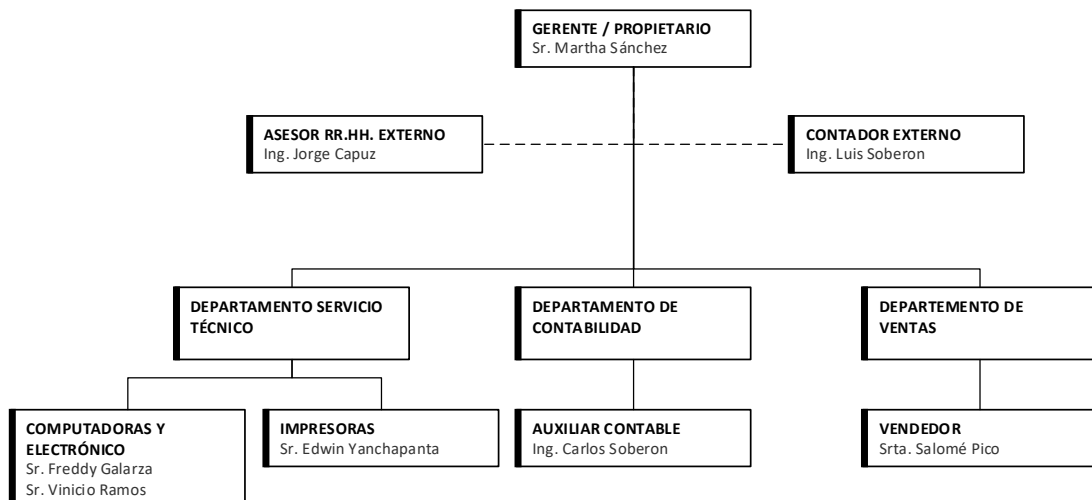 GERENTE / PROPIETARIO
Sr. Martha Sánchez
ASESOR RR.HH. EXTERNO
Ing. Jorge Capuz
CONTADOR EXTERNO
Ing. Luis Soberon
DEPARTAMENTO SERVICIO
TÉCNICO
DEPARTAMENTO DE
CONTABILIDAD
DEPARTEMENTO DE
VENTAS
COMPUTADORAS Y
ELECTRÓNICO
Sr. Freddy Galarza
Sr. Vinicio Ramos
IMPRESORAS
Sr. Edwin Yanchapanta
AUXILIAR CONTABLE
Ing. Carlos Soberon
VENDEDOR
Srta. Salomé Pico